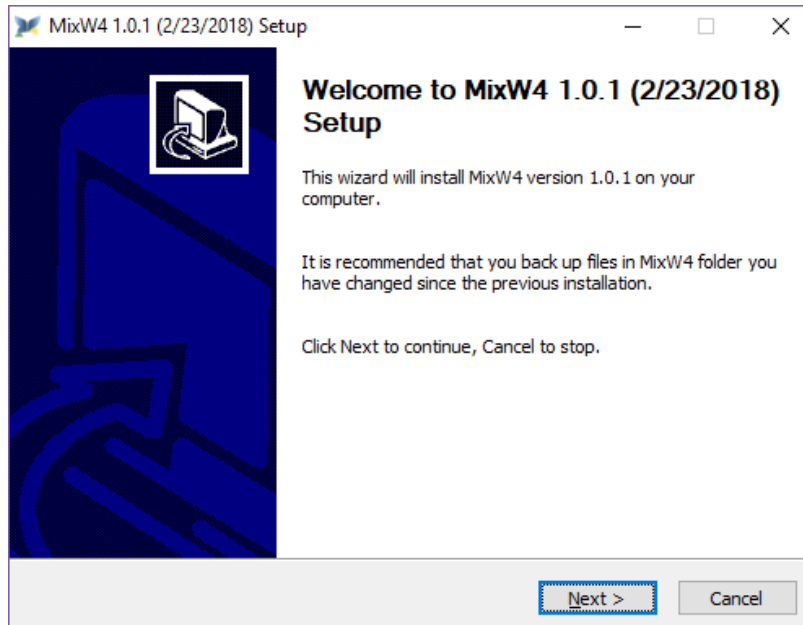 MixW4 1.0.1 (2/23/2018) Setup
Welcome to MixW4 1.0.1 (2/23/2018)
Setup
This wizard will install MixW4 version 1.0.1 on your
computer.
It is recommended that you back up files in MixW4 folder you
have changed since the previous installation.
Click Next to continue, Cancel to stop.
Next >
Cancel